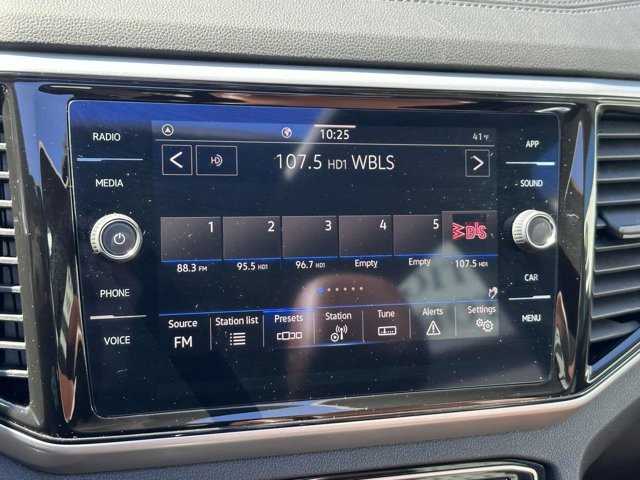 RADIO
MEDIA
PHONE
VOICE
10:25
41 °F
107.5 HD1 WBLS
1
2
3
4
5
WBLS
88.3 FM
95.5 HD1
96.7 HD1
Empty
Empty
107.5 HD1
Source
FM
Station list
Presets
Station
Tune
Alerts
Settings
APP
SOUND
CAR
MENU